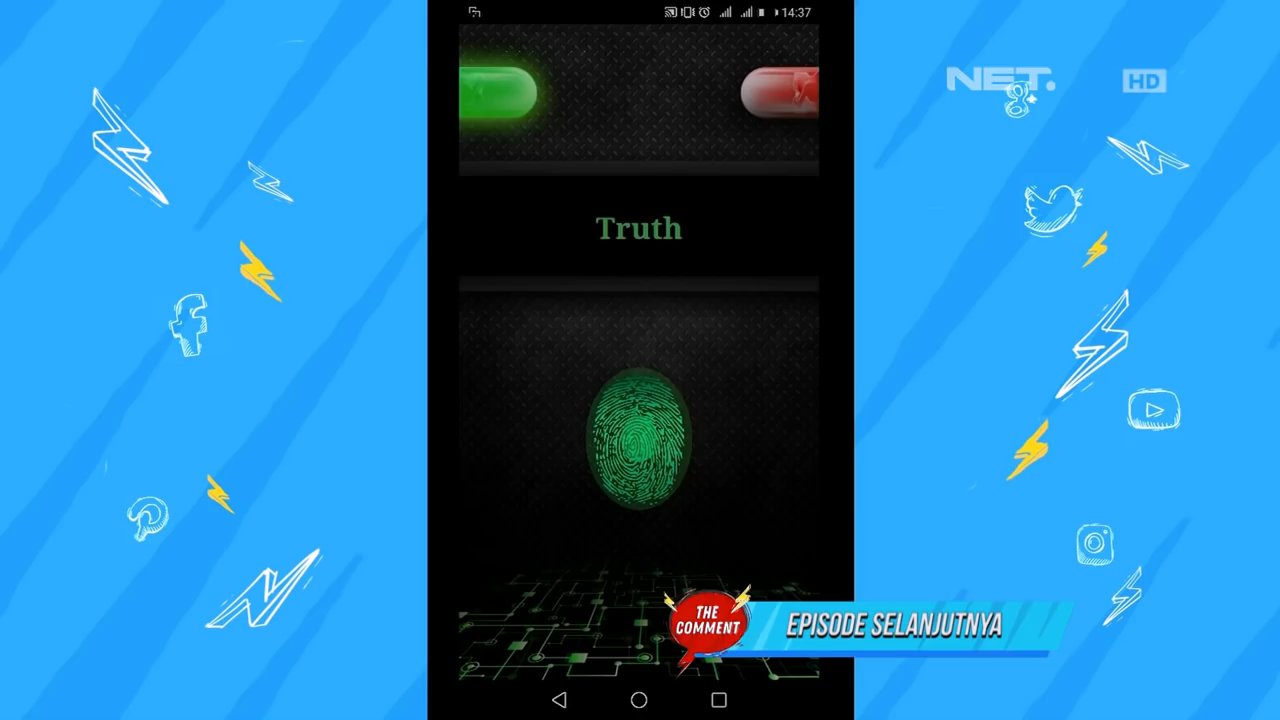 14:37
NET.
HD
g+
Truth
THE
COMMENT
EPISODE SELANJUTNYA